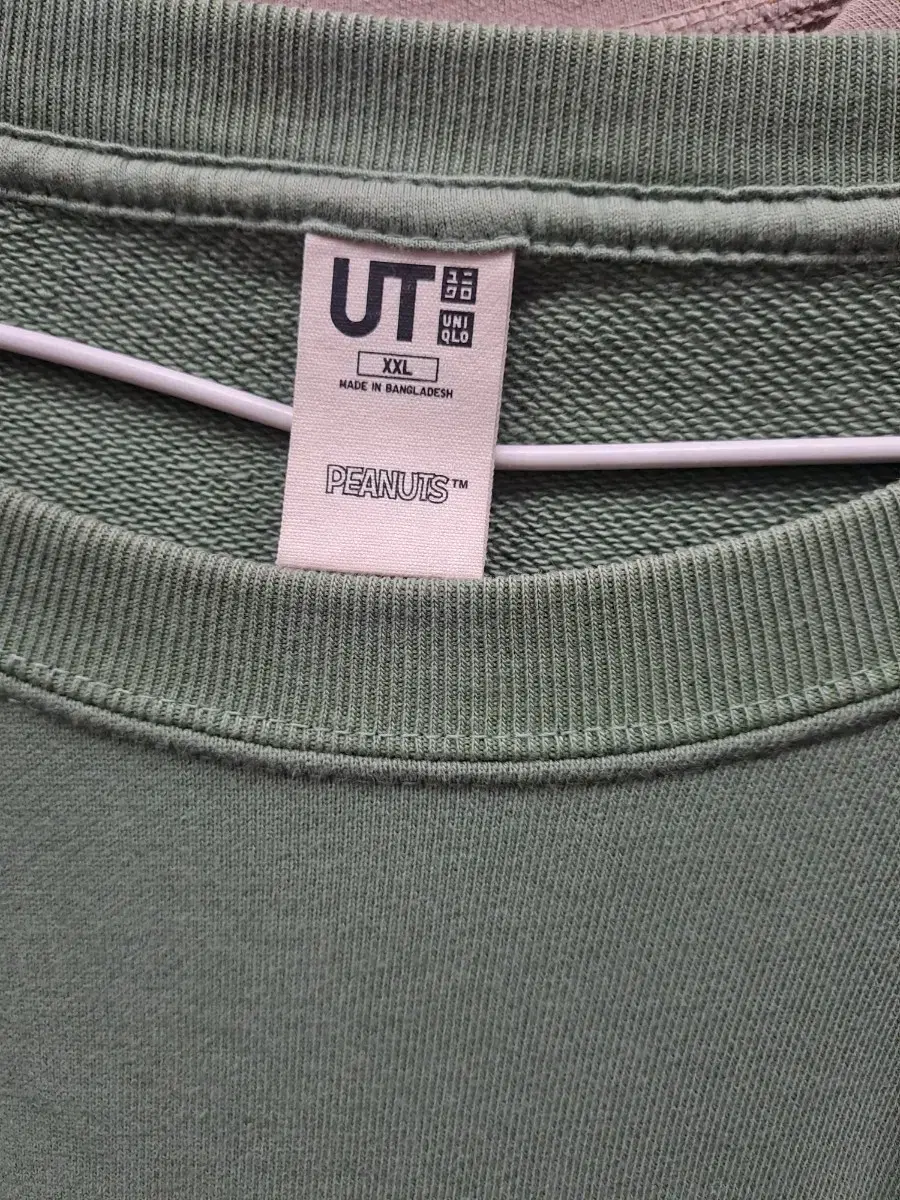 UT
ユニ
クロ
UNI
QLO
XXL
MADE IN BANGLADESH
PEANUTS™